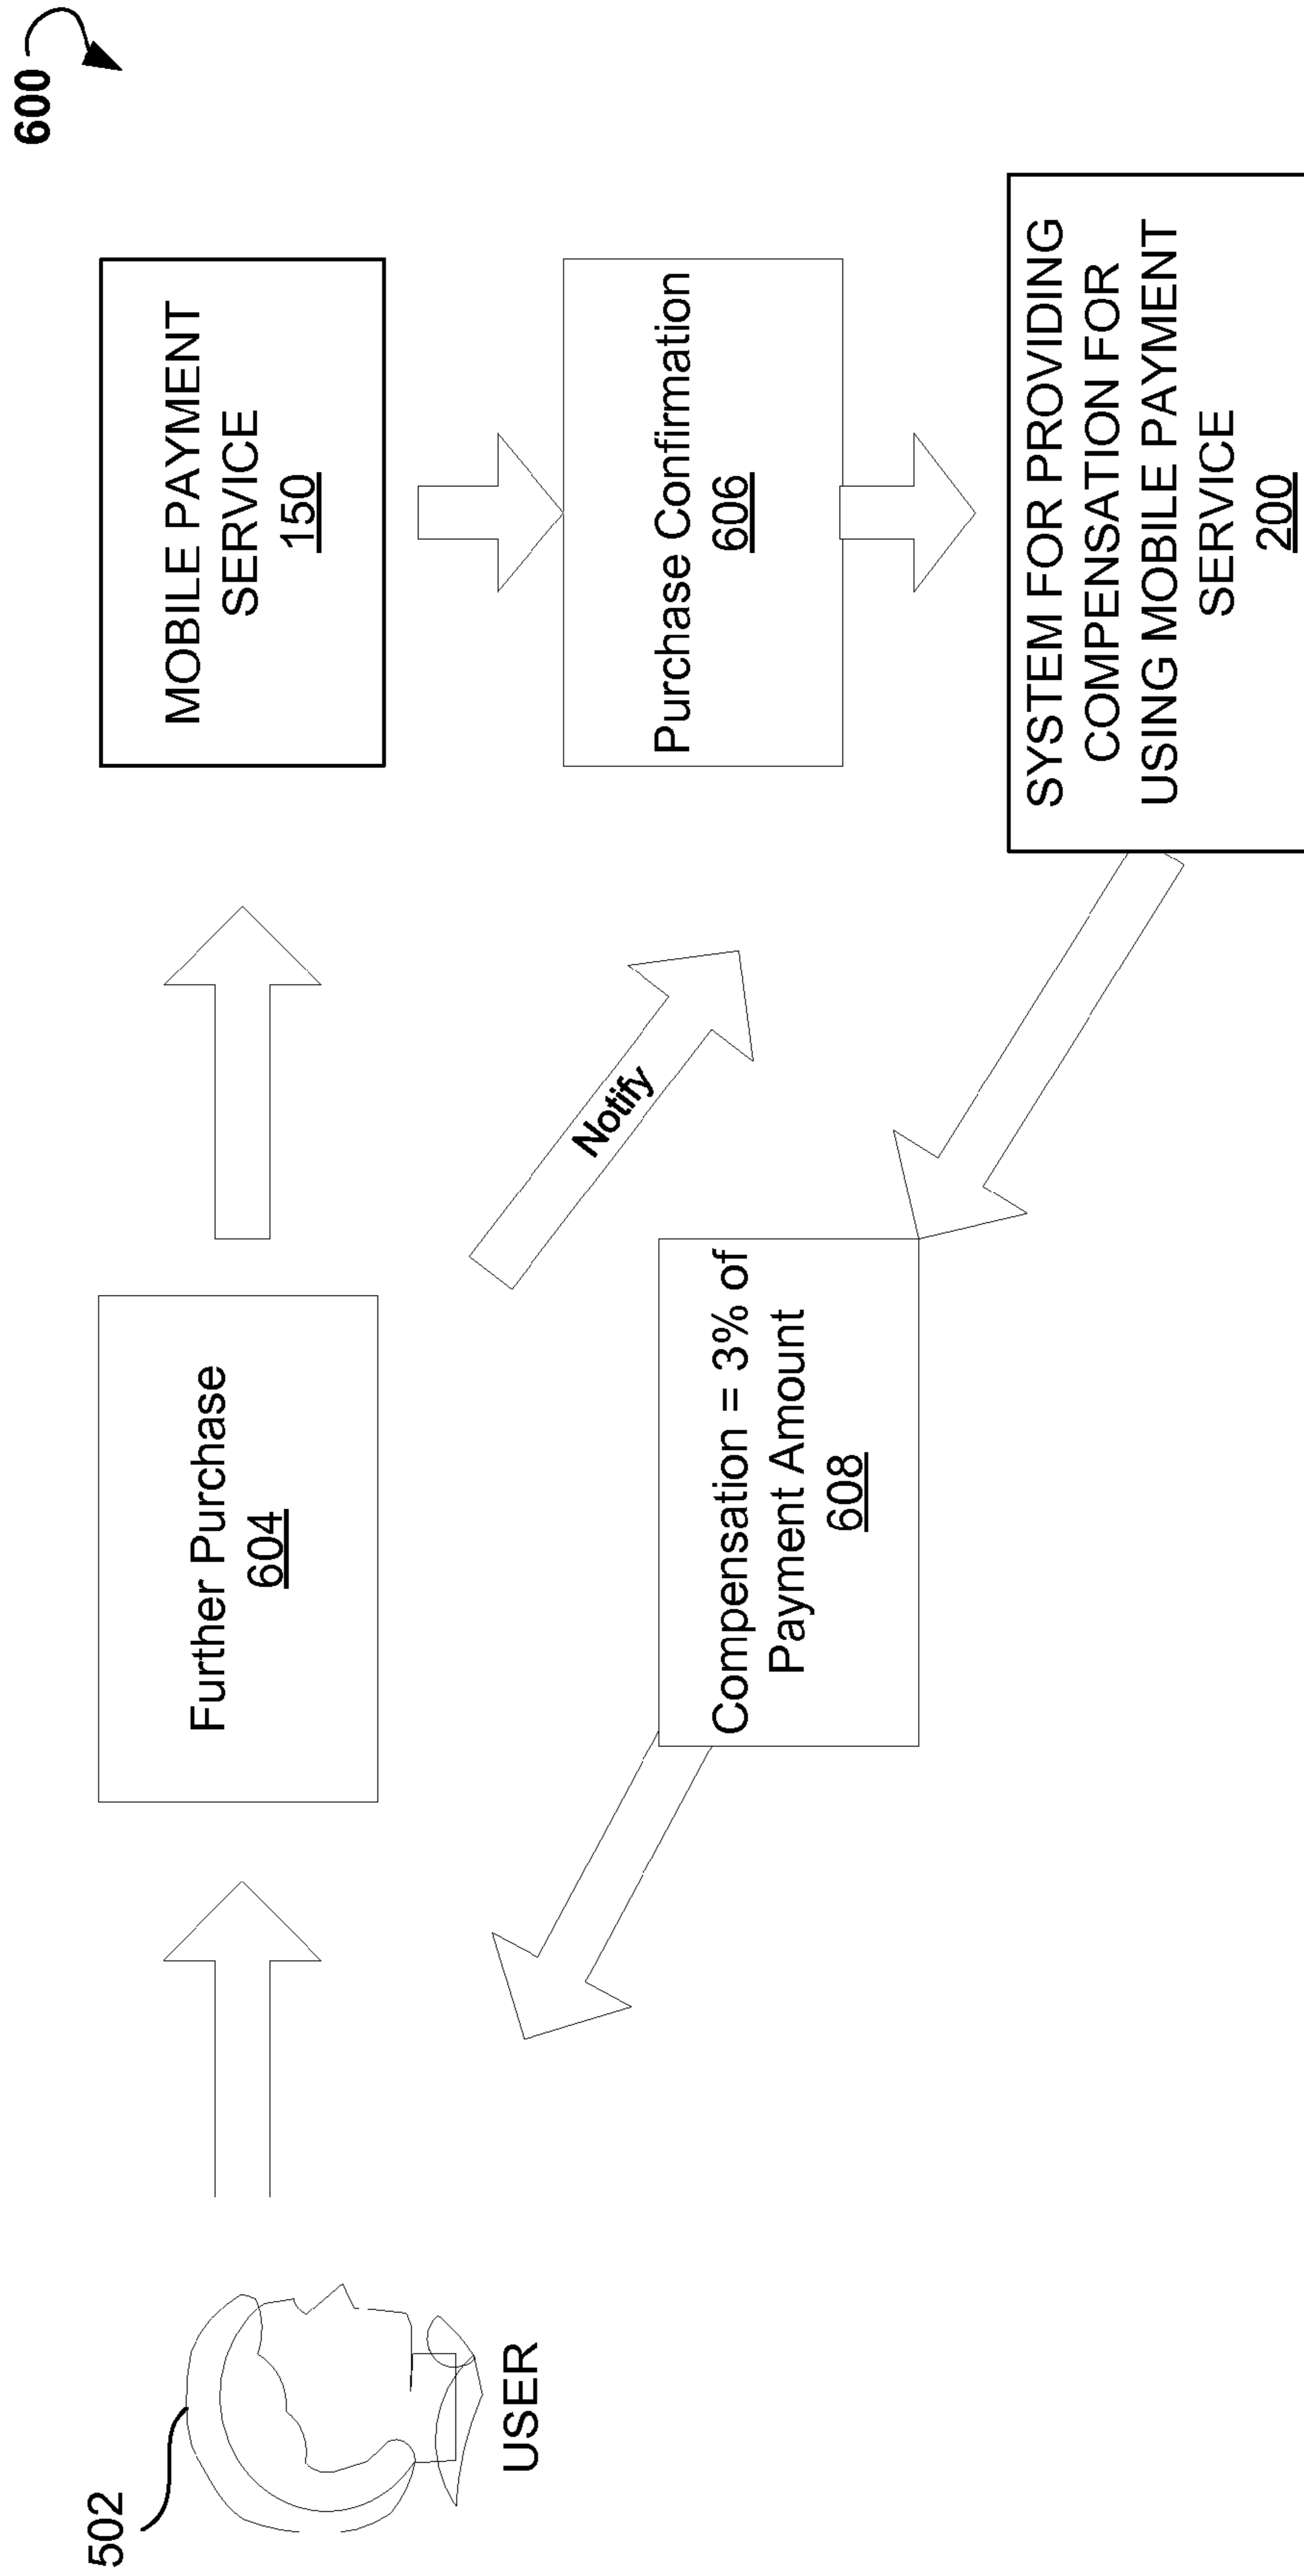 600
502
USER
Further Purchase
604
MOBILE PAYMENT
SERVICE
150
Notify
Purchase Confirmation
606
Compensation = 3% of
Payment Amount
608
SYSTEM FOR PROVIDING
COMPENSATION FOR
USING MOBILE PAYMENT
SERVICE
200